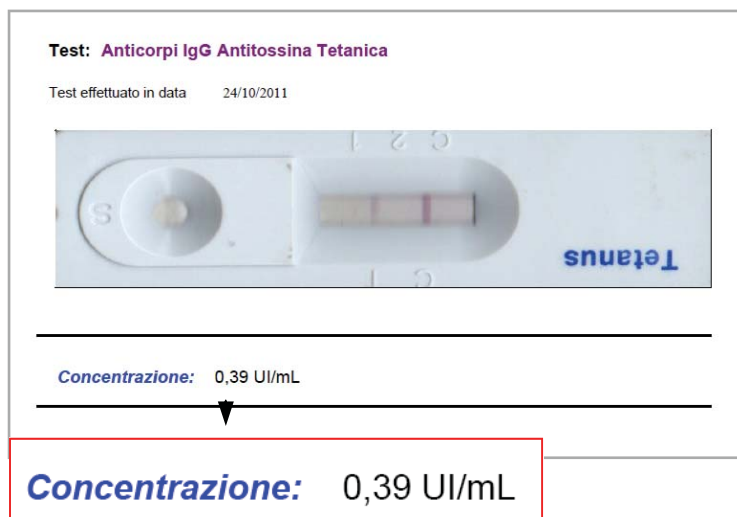 Test: Anticorpi IgG Antitossina Tetanica
Test effettuato in data 24/10/2011
1 2 C
S
Tetanus
C 1
Concentrazione: 0,39 UI/mL
Concentrazione: 0,39 UI/mL